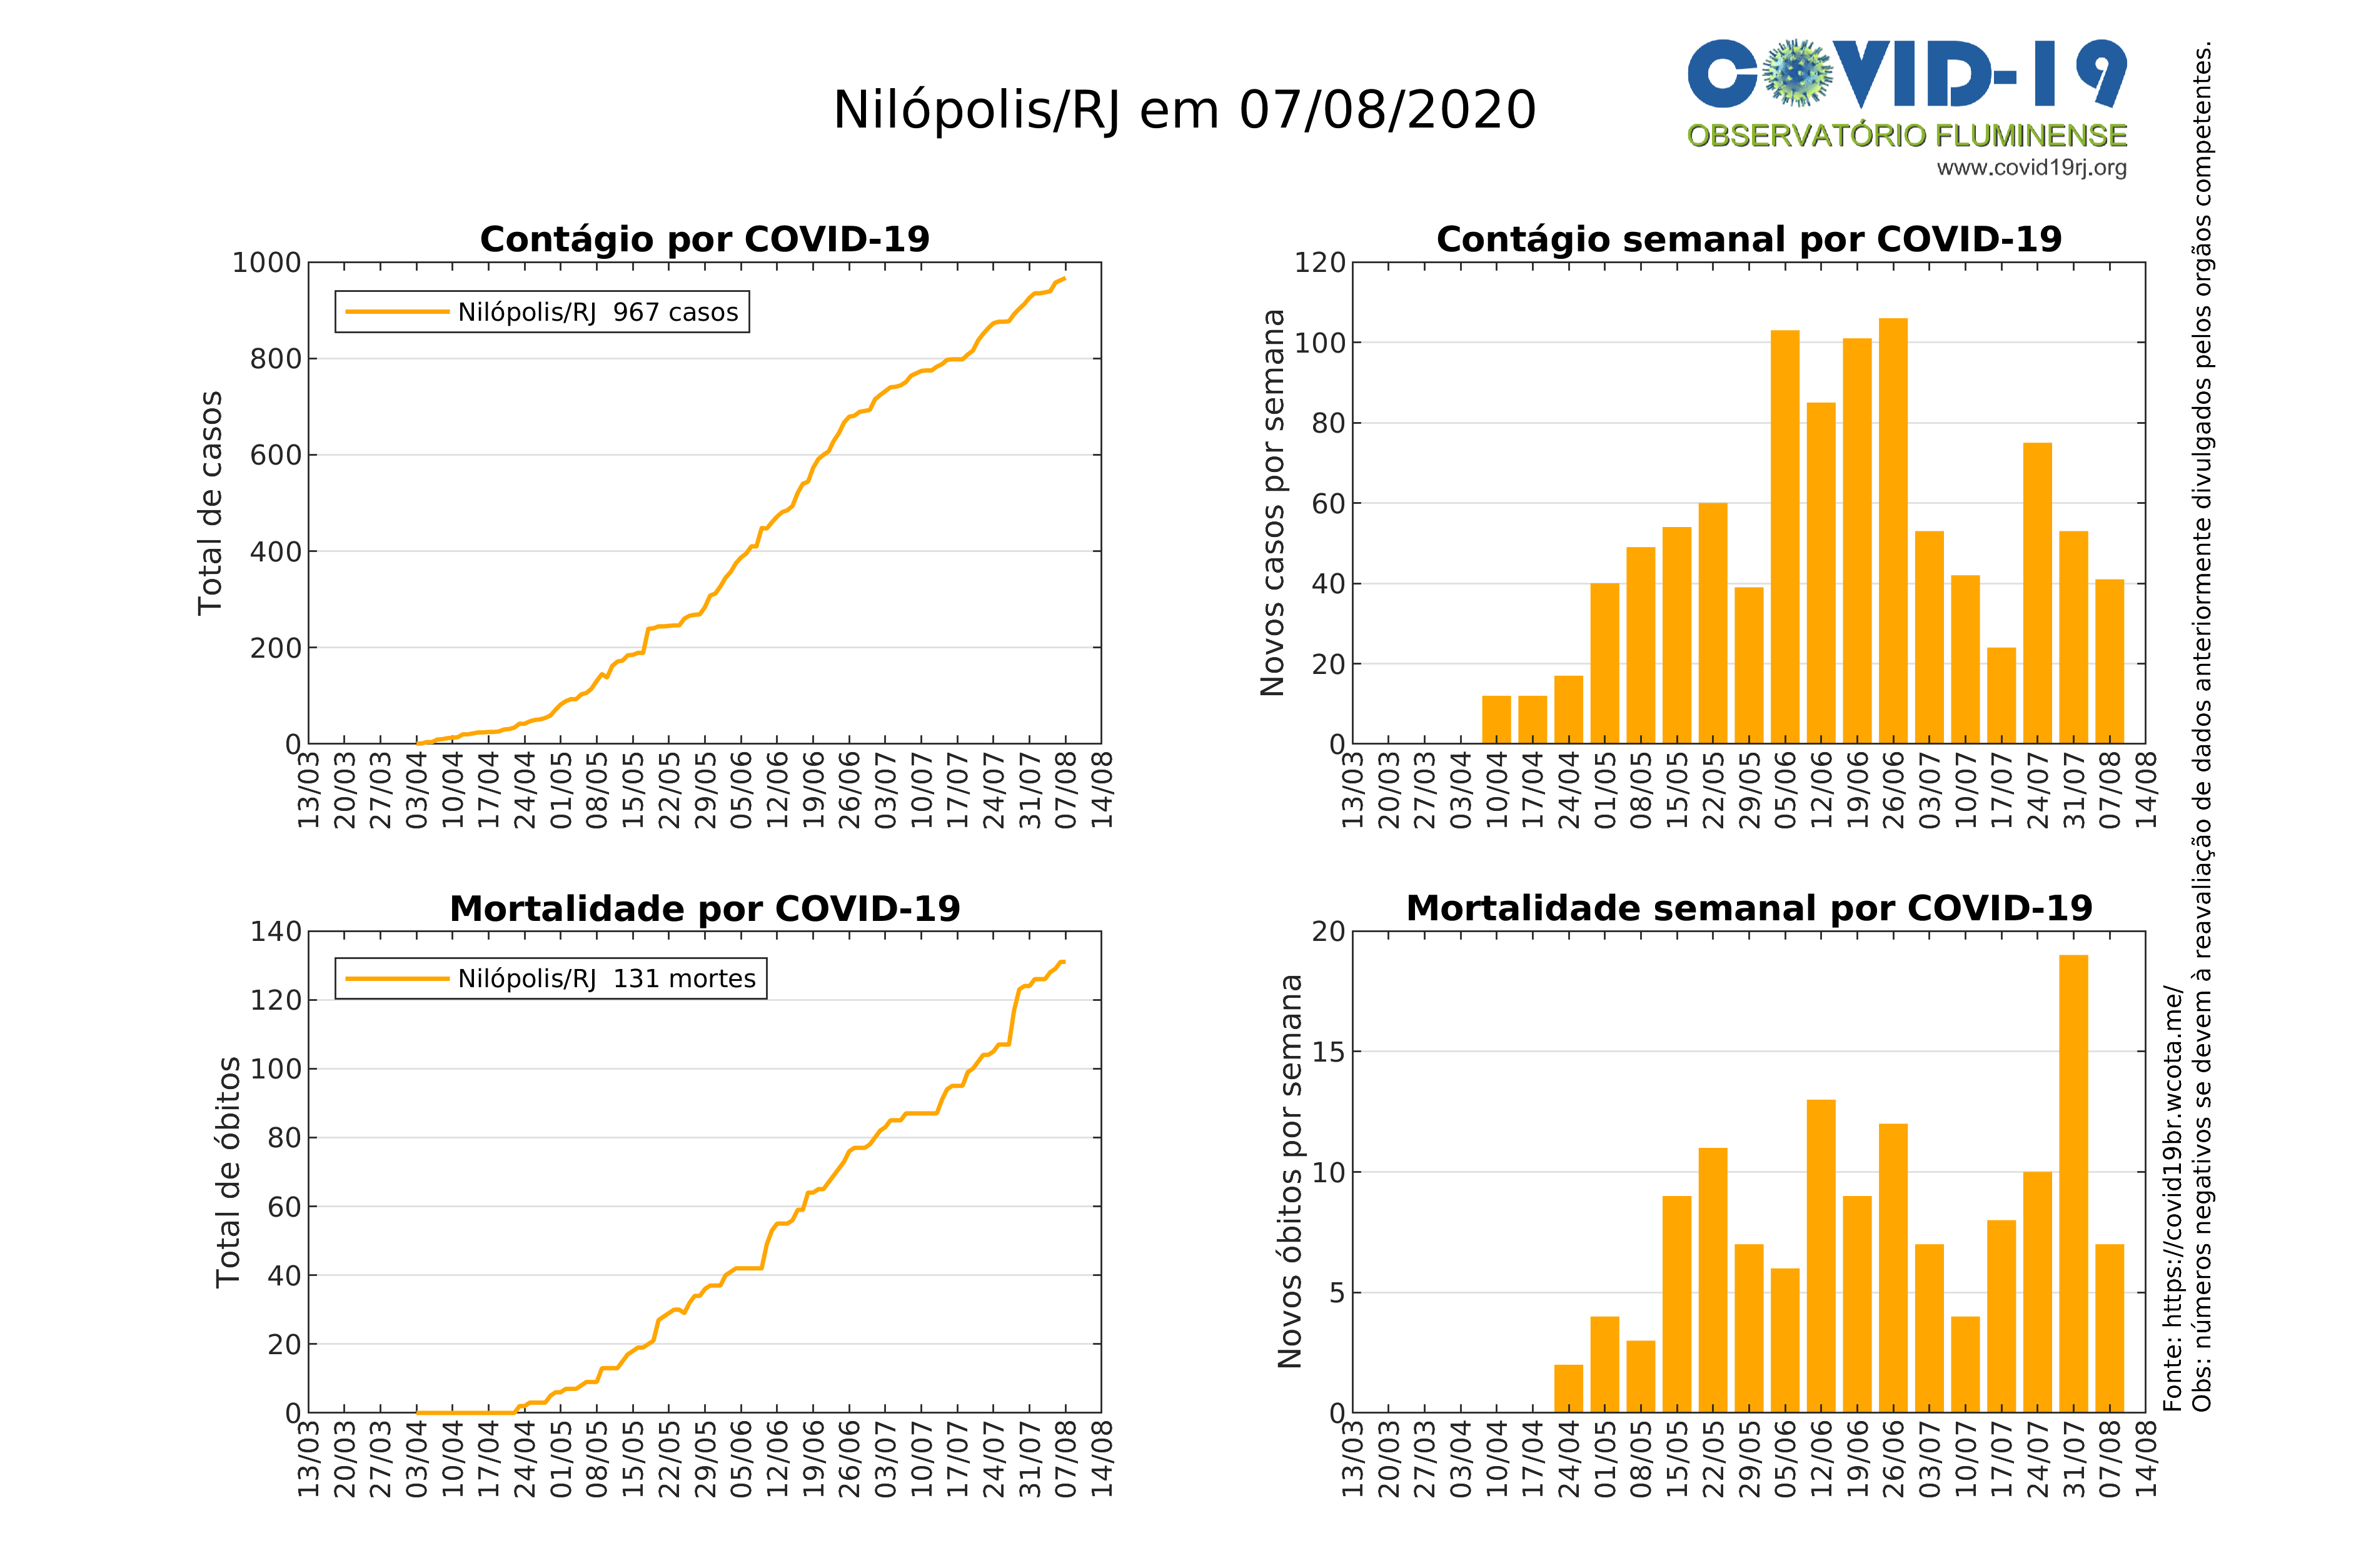 Nilópolis/RJ em 07/08/2020
COVID-19
OBSERVATÓRIO FLUMINENSE
www.covid19rj.org
Contágio por COVID-19
Total de casos
1000
800
600
400
200
0
Nilópolis/RJ 967 casos
13/03 20/03 27/03 03/04 10/04 17/04 24/04 01/05 08/05 15/05 22/05 29/05 05/06 12/06 19/06 26/06 03/07 10/07 17/07 24/07 31/07 07/08 14/08
Contágio semanal por COVID-19
Novos casos por semana
120
100
80
60
40
20
0
13/03 20/03 27/03 03/04 10/04 17/04 24/04 01/05 08/05 15/05 22/05 29/05 05/06 12/06 19/06 26/06 03/07 10/07 17/07 24/07 31/07 07/08 14/08
Mortalidade por COVID-19
Total de óbitos
140
120
100
80
60
40
20
0
Nilópolis/RJ 131 mortes
13/03 20/03 27/03 03/04 10/04 17/04 24/04 01/05 08/05 15/05 22/05 29/05 05/06 12/06 19/06 26/06 03/07 10/07 17/07 24/07 31/07 07/08 14/08
Mortalidade semanal por COVID-19
Novos óbitos por semana
20
15
10
5
0
13/03 20/03 27/03 03/04 10/04 17/04 24/04 01/05 08/05 15/05 22/05 29/05 05/06 12/06 19/06 26/06 03/07 10/07 17/07 24/07 31/07 07/08 14/08
Fonte: https://covid19br.wcota.me/
Obs: números negativos se devem à reavaliação de dados anteriormente divulgados pelos orgãos competentes.